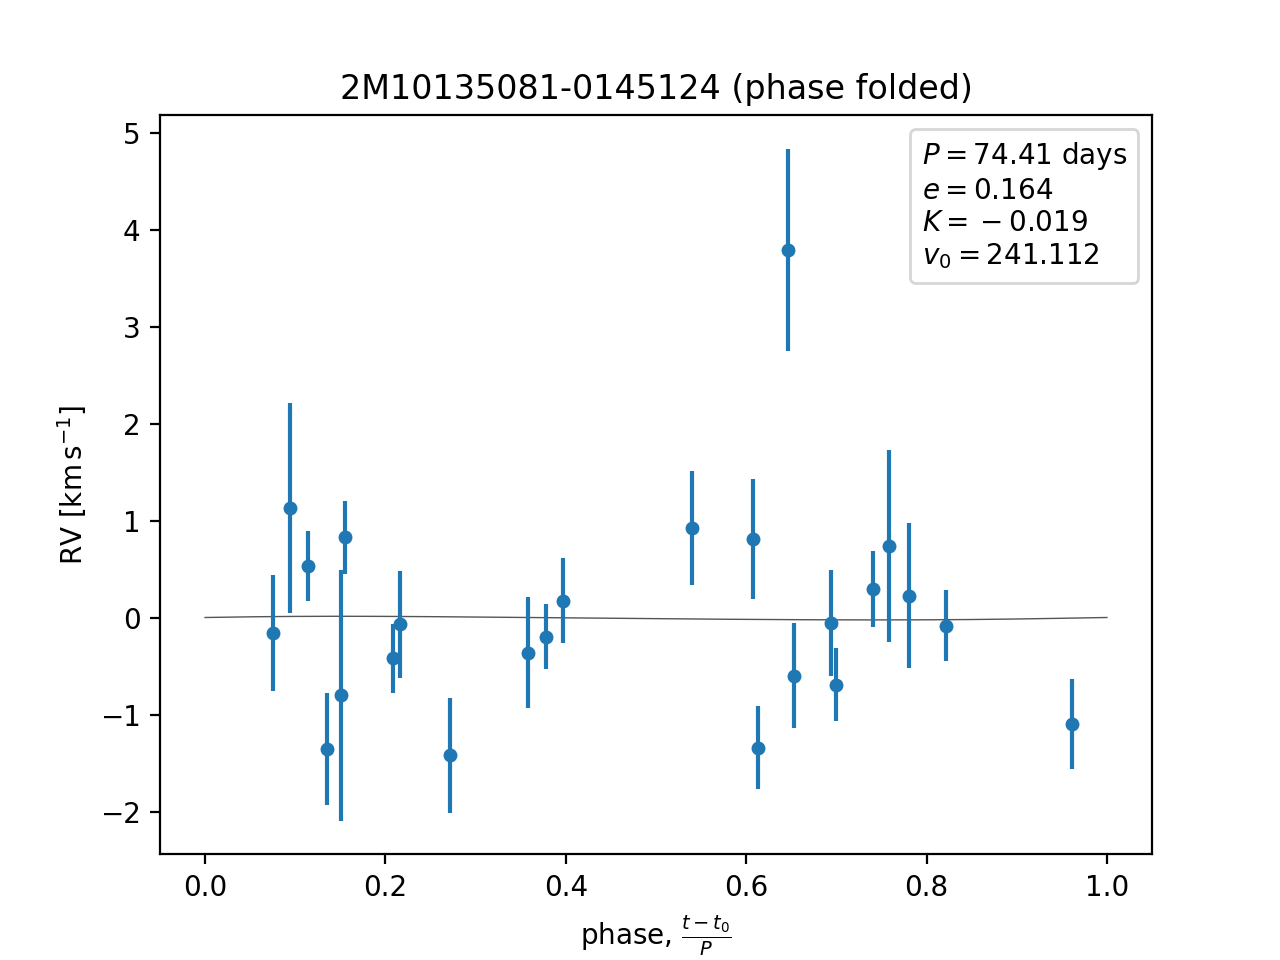 2M10135081-0145124 (phase folded)
P = 74.41 days
e = 0.164
K = − 0.019
v₀ = 241.112
RV [km s⁻¹]
5
4
3
2
1
0
−1
−2
0.0 0.2 0.4 0.6 0.8 1.0
phase, (t − t₀)/P